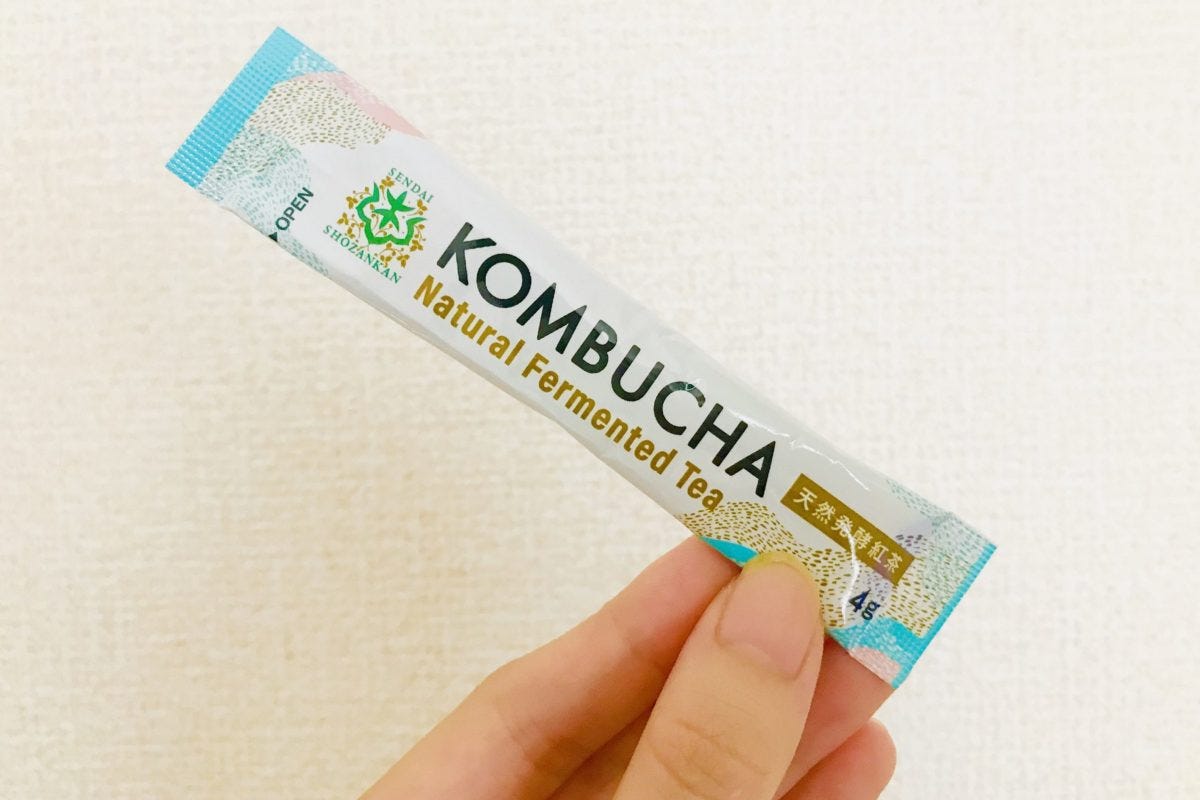 OPEN
SENDAI
SHOZANKAN
KOMBUCHA
Natural Fermented Tea
天然発酵紅茶
4g